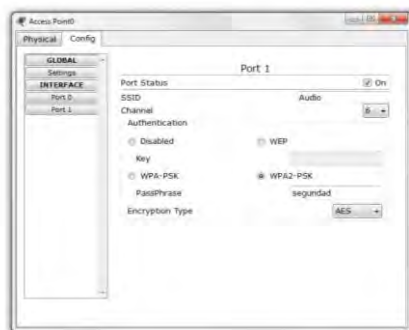 Access Point0
Physical Config
GLOBAL
Settings
INTERFACE
Port 0
Port 1
Port 1
Port Status On
SSID Audio
Channel 6
Authentication
Disabled WEP
Key
WPA-PSK WPA2-PSK
PassPhrase segundad
Encryption Type AES